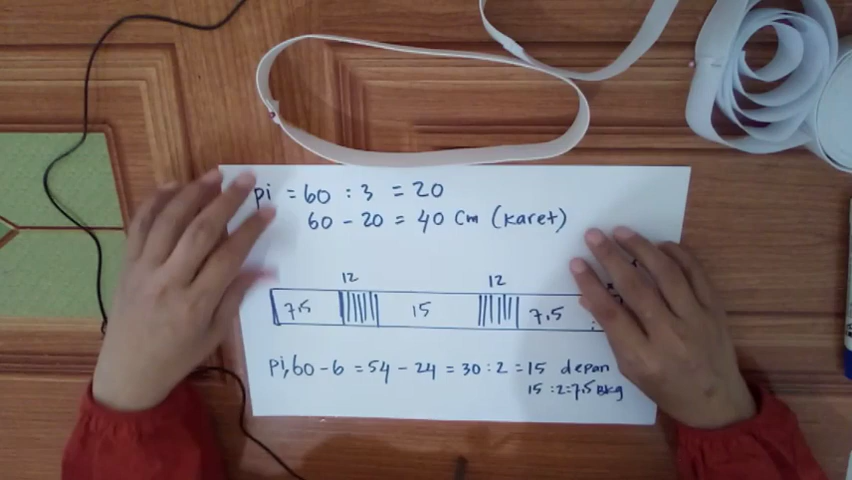 pi = 60 : 3 = 20
60 - 20 = 40 Cm (karet)
12 12
7,5 15 7,5
pi, 60 - 6 = 54 - 24 = 30 : 2 = 15 depan
15 : 2 = 7,5 Bkg